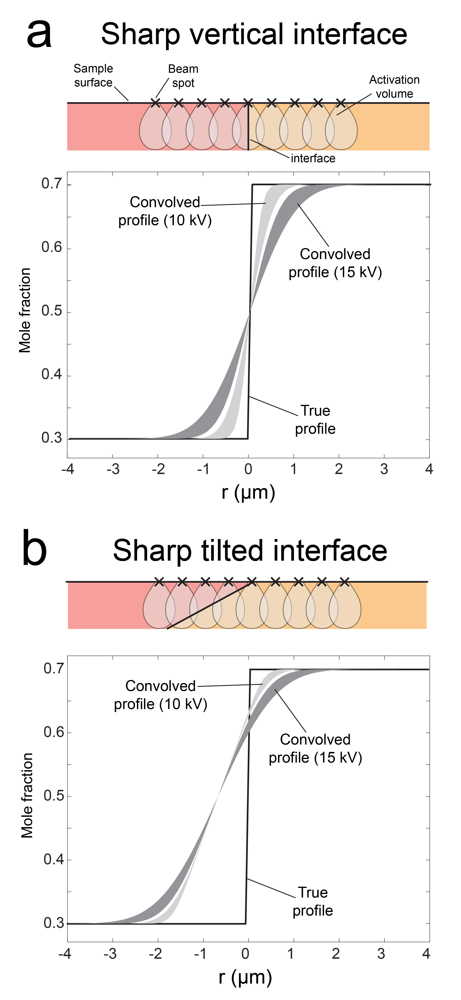 a Sharp vertical interface
Sample
surface
Beam
spot
Activation
volume
interface
0.7
0.6
0.5
0.4
0.3
Mole fraction
Convolved
profile (10 kV)
Convolved
profile (15 kV)
True
profile
-4 -3 -2 -1 0 1 2 3 4
r (µm)
b Sharp tilted interface
0.7
0.6
0.5
0.4
0.3
Mole fraction
Convolved
profile (10 kV)
Convolved
profile (15 kV)
True
profile
-4 -3 -2 -1 0 1 2 3 4
r (µm)